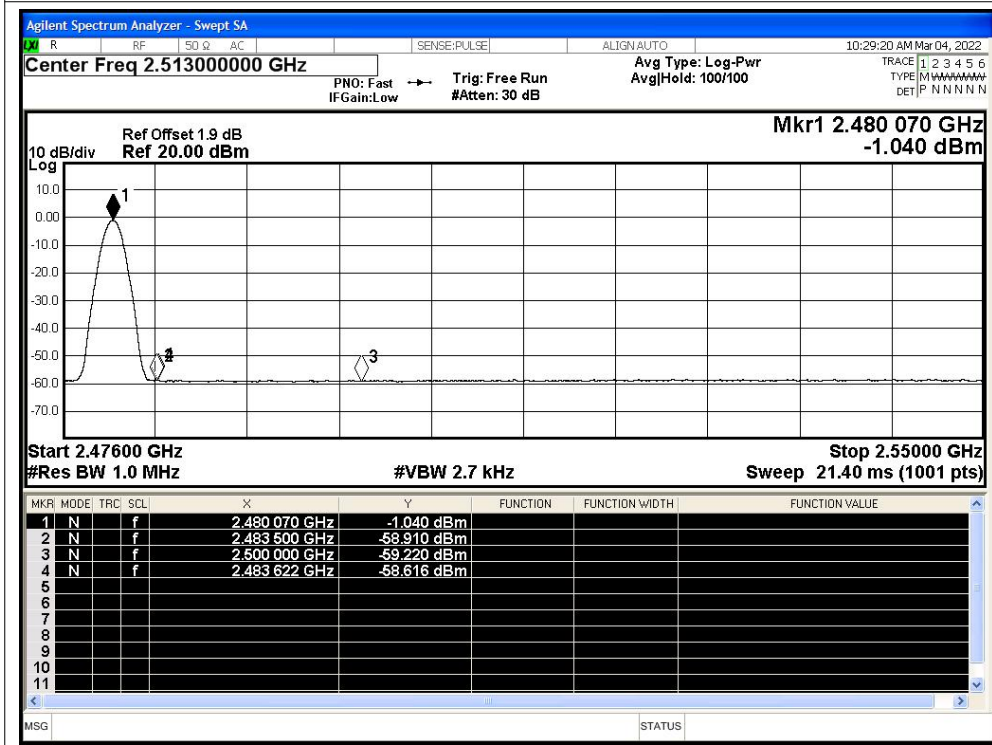 Agilent Spectrum Analyzer - Swept SA
LXI R RF 50 Ω AC SENSE:PULSE ALIGN AUTO 10:29:20 AM Mar 04, 2022
Center Freq 2.513000000 GHz
PNO: Fast
IFGain:Low
Trig: Free Run
#Atten: 30 dB
Avg Type: Log-Pwr
Avg|Hold: 100/100
TRACE 1 2 3 4 5 6
TYPE M WWWWW
DET P N N N N N
Mkr1 2.480 070 GHz
-1.040 dBm
Ref Offset 1.9 dB
10 dB/div Ref 20.00 dBm
Log
10.0
0.00
-10.0
-20.0
-30.0
-40.0
-50.0
-60.0
-70.0
1
3
Start 2.47600 GHz
Stop 2.55000 GHz
#Res BW 1.0 MHz
#VBW 2.7 kHz
Sweep 21.40 ms (1001 pts)
MKR MODE TRC SCL X Y FUNCTION FUNCTION WIDTH FUNCTION VALUE
1 N f 2.480 070 GHz -1.040 dBm
2 N f 2.483 500 GHz -58.910 dBm
3 N f 2.500 000 GHz -59.220 dBm
4 N f 2.483 622 GHz -58.616 dBm
5
6
7
8
9
10
11
MSG STATUS